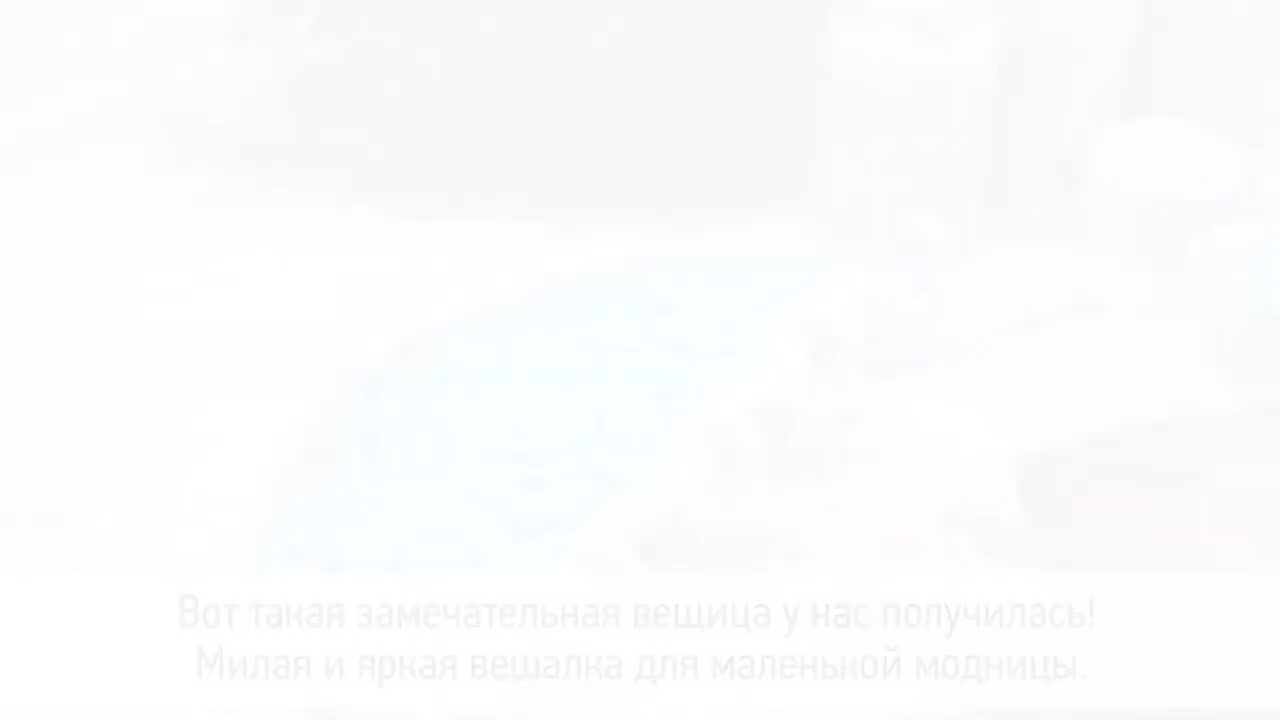 Вот такая замечательная вещица у нас получилась!
Милая и яркая вешалка для маленькой модницы.